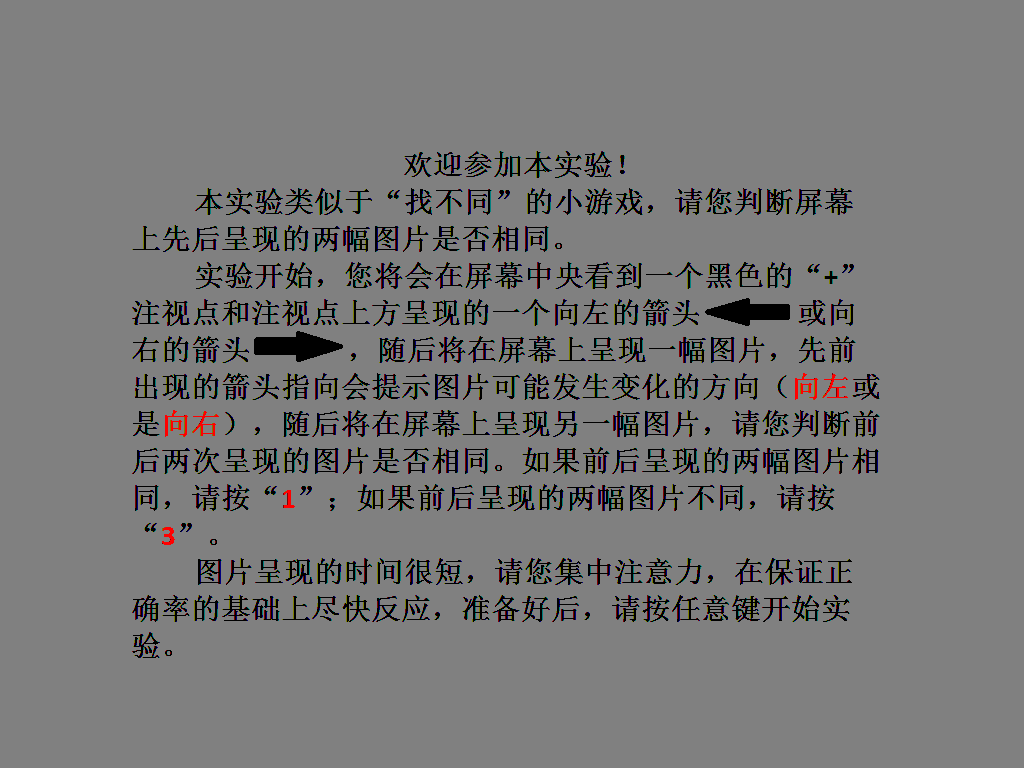 欢迎参加本实验！
本实验类似于“找不同”的小游戏，请您判断屏幕
上先后呈现的两幅图片是否相同。
实验开始，您将会在屏幕中央看到一个黑色的“+”
注视点和注视点上方呈现的一个向左的箭头 或向
右的箭头 ，随后将在屏幕上呈现一幅图片，先前
出现的箭头指向会提示图片可能发生变化的方向（向左或
是向右），随后将在屏幕上呈现另一幅图片，请您判断前
后两次呈现的图片是否相同。如果前后呈现的两幅图片相
同，请按“1”；如果前后呈现的两幅图片不同，请按
“3”。
图片呈现的时间很短，请您集中注意力，在保证正
确率的基础上尽快反应，准备好后，请按任意键开始实
验。